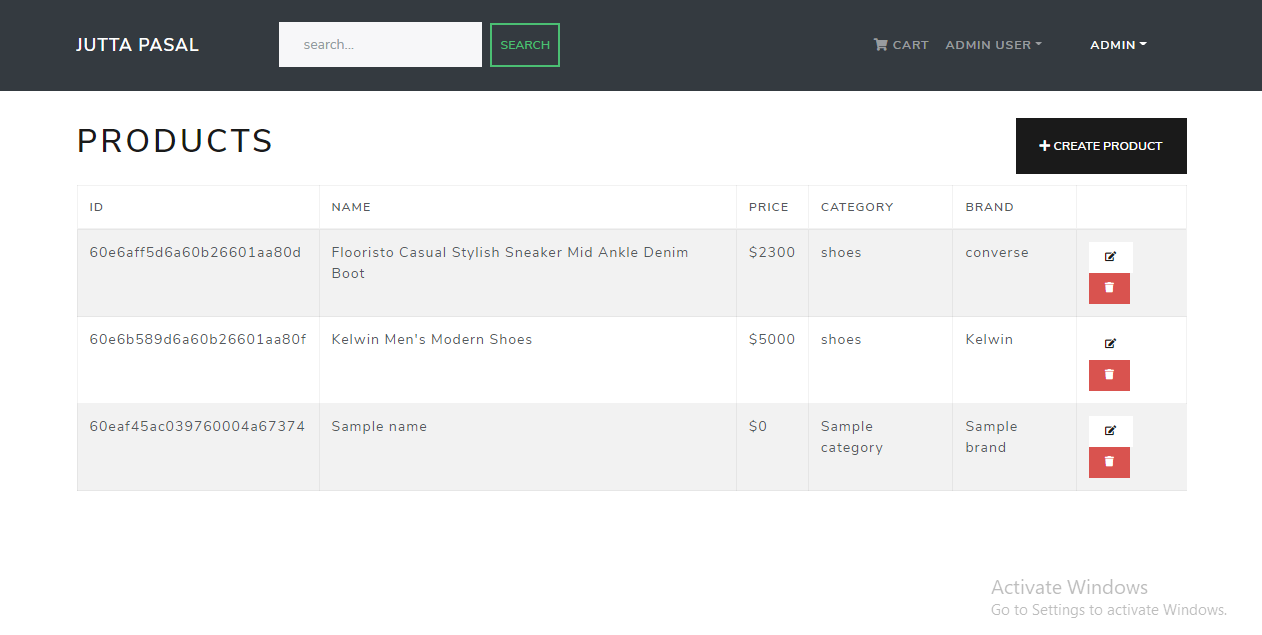 JUTTA PASAL
search...
SEARCH
CART
ADMIN USER
ADMIN
PRODUCTS
CREATE PRODUCT
ID NAME PRICE CATEGORY BRAND
60e6aff5d6a60b26601aa80d Flooristo Casual Stylish Sneaker Mid Ankle Denim $2300 shoes converse
Boot
60e6b589d6a60b26601aa80f Kelwin Men's Modern Shoes $5000 shoes Kelwin
60eaf45ac039760004a67374 Sample name $0 Sample Sample
category brand
Activate Windows
Go to Settings to activate Windows.